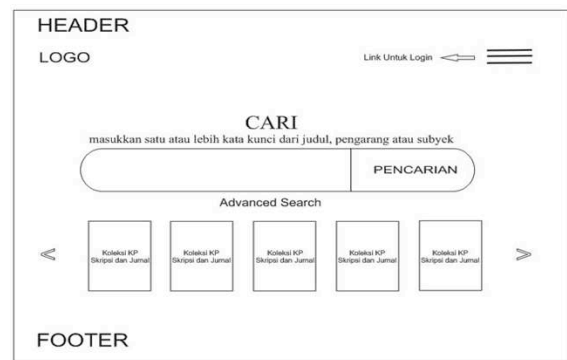 HEADER
LOGO
Link Untuk Login
CARI
masukkan satu atau lebih kata kunci dari judul, pengarang atau subyek
PENCARIAN
Advanced Search
<
Koleksi KP
Skripsi dan Jurnal
Koleksi KP
Skripsi dan Jurnal
Koleksi KP
Skripsi dan Jurnal
Koleksi KP
Skripsi dan Jurnal
Koleksi KP
Skripsi dan Jurnal
>
FOOTER